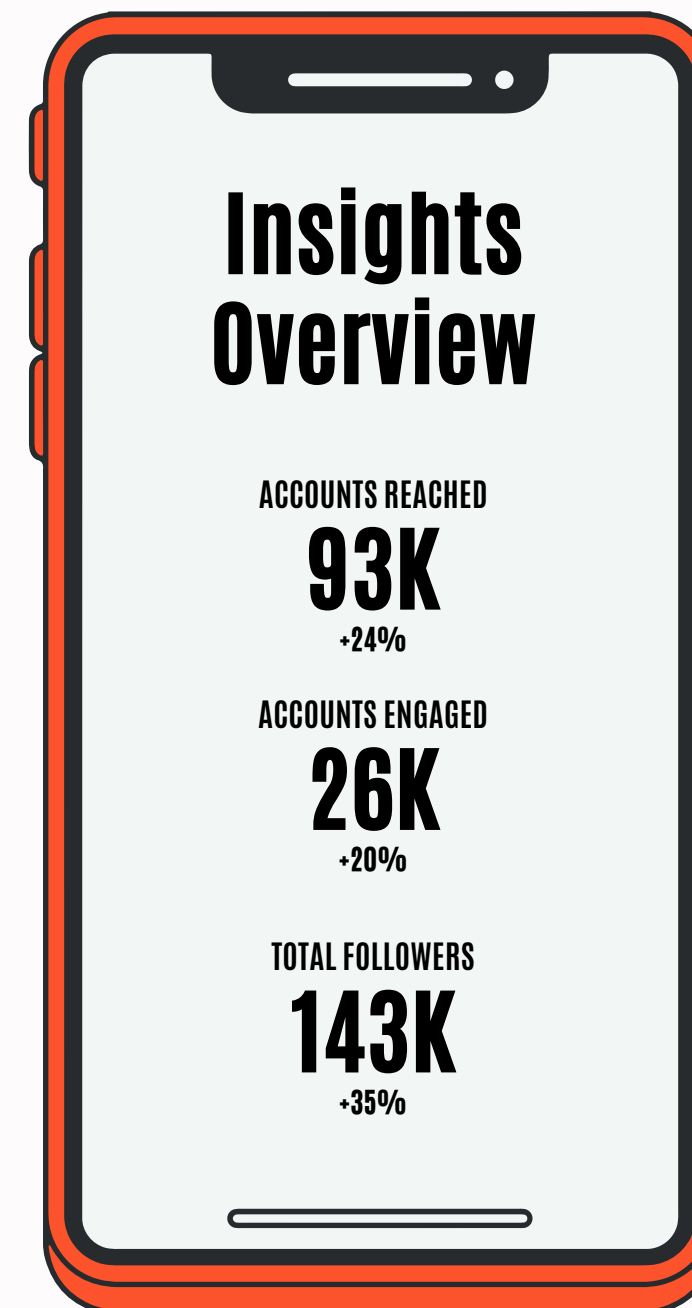 Insights
Overview
ACCOUNTS REACHED
93K
+24%
ACCOUNTS ENGAGED
26K
+20%
TOTAL FOLLOWERS
143K
+35%